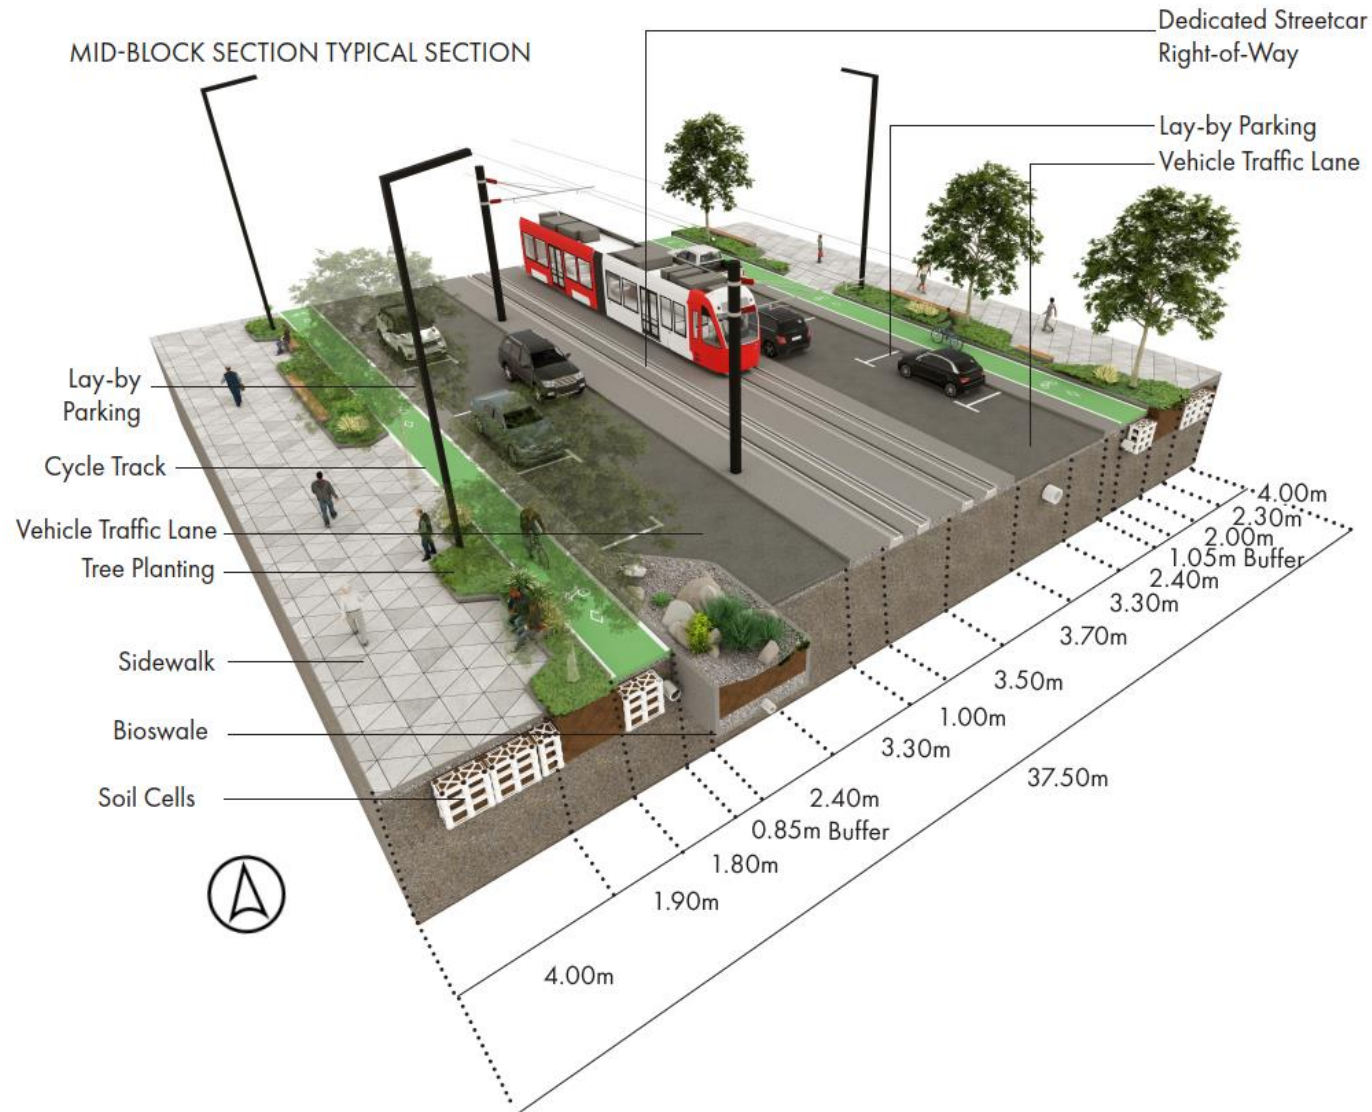 MID-BLOCK SECTION TYPICAL SECTION
Dedicated Streetcar
Right-of-Way
Lay-by Parking
Vehicle Traffic Lane
Lay-by
Parking
Cycle Track
Vehicle Traffic Lane
Tree Planting
Sidewalk
Bioswale
Soil Cells
4.00m
2.30m
2.00m
1.05m Buffer
2.40m
3.30m
3.70m
3.50m
1.00m
3.30m
2.40m
0.85m Buffer
1.80m
1.90m
4.00m
37.50m